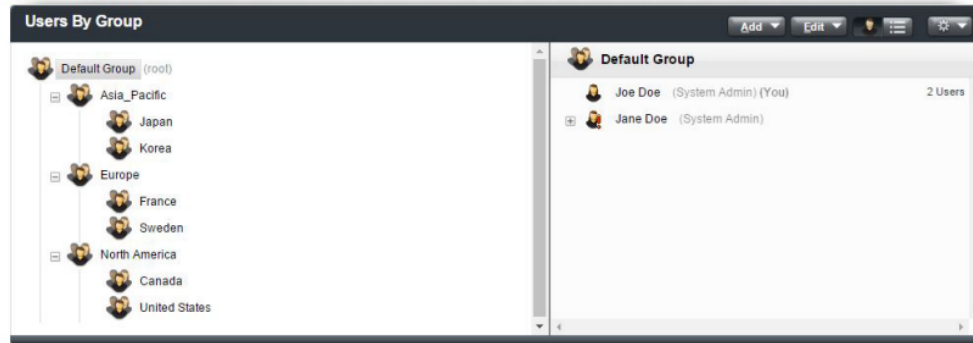 Users By Group
Add
Edit
Default Group (root)
Asia_Pacific
Japan
Korea
Europe
France
Sweden
North America
Canada
United States
Default Group
Joe Doe (System Admin) (You) 2 Users
Jane Doe (System Admin)